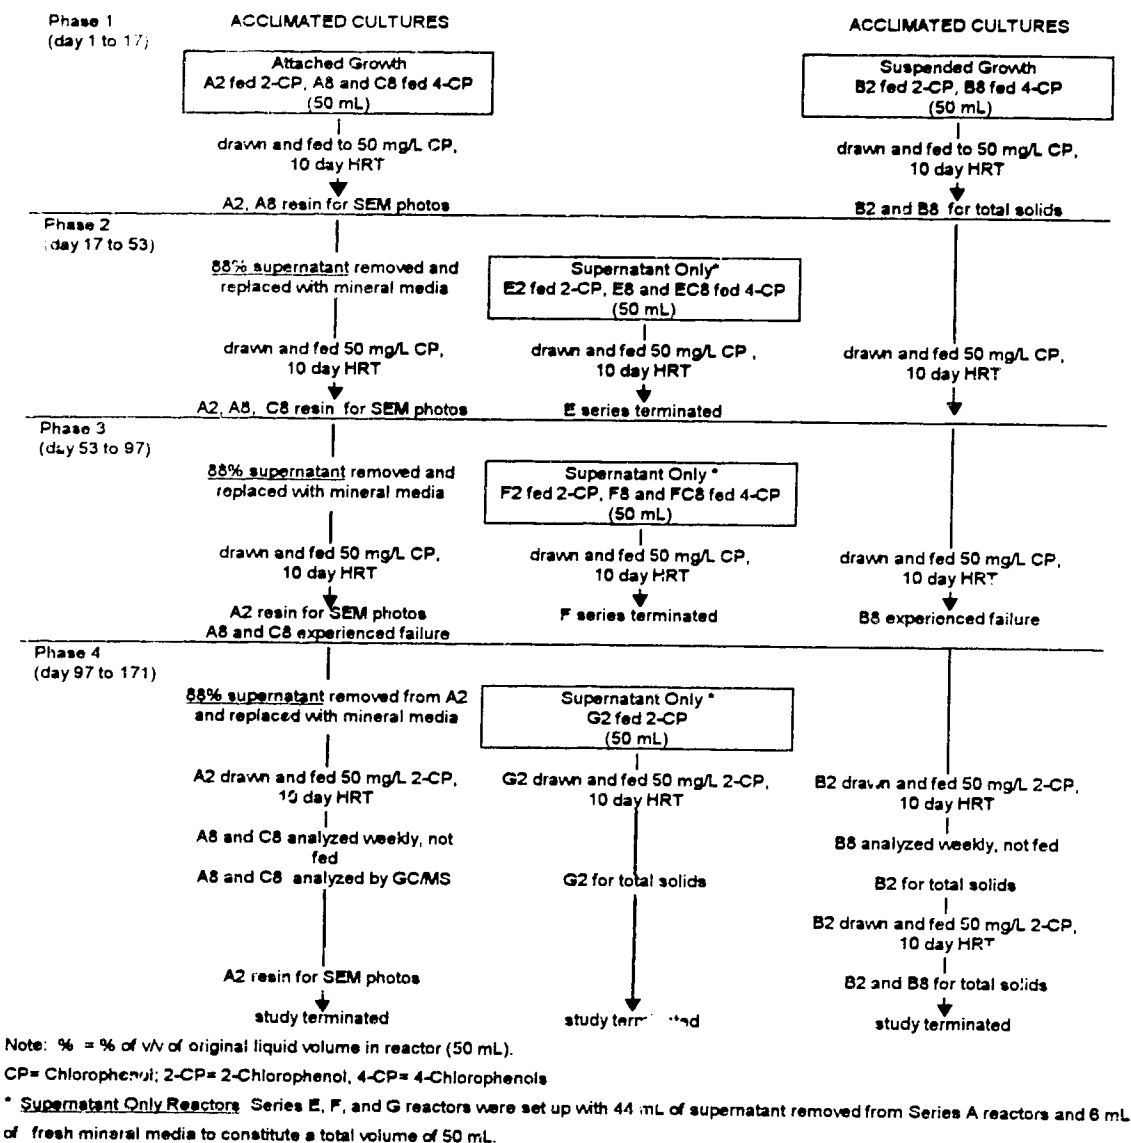 Phase 1
(day 1 to 17)
ACCLIMATED CULTURES
ACCLIMATED CULTURES
Attached Growth
A2 fed 2-CP, A8 and C8 fed 4-CP
(50 mL)
Suspended Growth
B2 fed 2-CP, B8 fed 4-CP
(50 mL)
drawn and fed to 50 mg/L CP,
10 day HRT
drawn and fed to 50 mg/L CP,
10 day HRT
A2, A8 resin for SEM photos
B2 and B8 for total solids
Phase 2
(day 17 to 53)
88% supernatant removed and
replaced with mineral media
Supernatant Only*
E2 fed 2-CP, E8 and EC8 fed 4-CP
(50 mL)
drawn and fed 50 mg/L CP,
10 day HRT
drawn and fed 50 mg/L CP ,
10 day HRT
drawn and fed 50 mg/L CP,
10 day HRT
A2, A8, C8 resin for SEM photos
E series terminated
Phase 3
(day 53 to 97)
88% supernatant removed and
replaced with mineral media
Supernatant Only *
F2 fed 2-CP, F8 and FC8 fed 4-CP
(50 mL)
drawn and fed 50 mg/L CP,
10 day HRT
drawn and fed 50 mg/L CP,
10 day HRT
drawn and fed 50 mg/L CP,
10 day HRT
A2 resin for SEM photos
A8 and C8 experienced failure
F series terminated
B8 experienced failure
Phase 4
(day 97 to 171)
88% supernatant removed from A2
and replaced with mineral media
Supernatant Only *
G2 fed 2-CP
(50 mL)
A2 drawn and fed 50 mg/L 2-CP,
10 day HRT
G2 drawn and fed 50 mg/L 2-CP,
10 day HRT
B2 drawn and fed 50 mg/L 2-CP,
10 day HRT
A8 and C8 analyzed weekly, not
fed
A8 and C8 analyzed by GC/MS
G2 for total solids
B8 analyzed weekly, not fed
B2 for total solids
B2 drawn and fed 50 mg/L 2-CP,
10 day HRT
A2 resin for SEM photos
B2 and B8 for total solids
study terminated
study terminated
study terminated
Note: % = % of v/v of original liquid volume in reactor (50 mL).
CP= Chlorophenol; 2-CP= 2-Chlorophenol, 4-CP= 4-Chlorophenols
* Supernatant Only Reactors Series E, F, and G reactors were set up with 44 mL of supernatant removed from Series A reactors and 6 mL
of fresh mineral media to constitute a total volume of 50 mL.